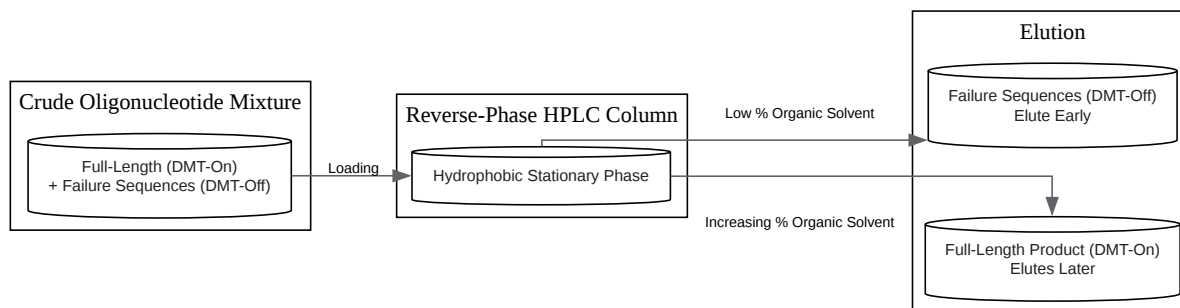 Crude Oligonucleotide Mixture
Full-Length (DMT-On)
+ Failure Sequences (DMT-Off)
Loading
Reverse-Phase HPLC Column
Hydrophobic Stationary Phase
Low % Organic Solvent
Increasing % Organic Solvent
Elution
Failure Sequences (DMT-Off)
Elute Early
Full-Length Product (DMT-On)
Elutes Later